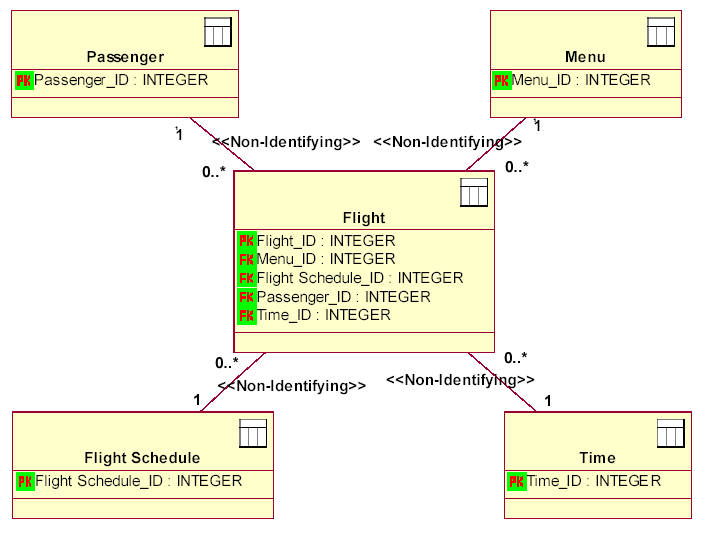 Passenger
PK Passenger_ID : INTEGER
Menu
PK Menu_ID : INTEGER
1
<<Non-Identifying>>
<<Non-Identifying>>
1
0..*
0..*
Flight
PK Flight_ID : INTEGER
FK Menu_ID : INTEGER
FK Flight Schedule_ID : INTEGER
FK Passenger_ID : INTEGER
FK Time_ID : INTEGER
0..*
0..*
<<Non-Identifying>>
<<Non-Identifying>>
1
1
Flight Schedule
PK Flight Schedule_ID : INTEGER
Time
PK Time_ID : INTEGER